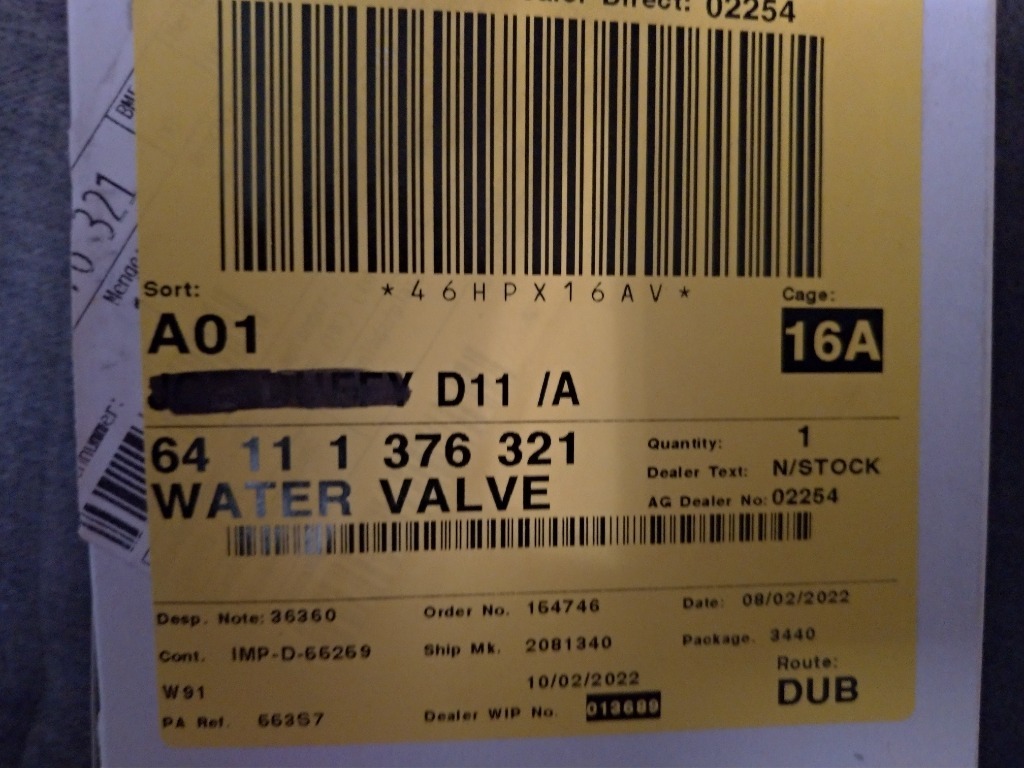 Direct: 02254
*46HPX16AV*
Sort:
Cage:
A01
16A
D11 /A
64 11 1 376 321
WATER VALVE
Quantity: 1
Dealer Text: N/STOCK
AG Dealer No: 02254
Desp. Note: 36360
Order No. 164746
Date: 08/02/2022
Cont. IMP-D-66269
Ship Mk. 2081340
Package. 3440
W91
10/02/2022
Route:
DUB
PA Ref. 663S7
Dealer WIP No. 013689
321